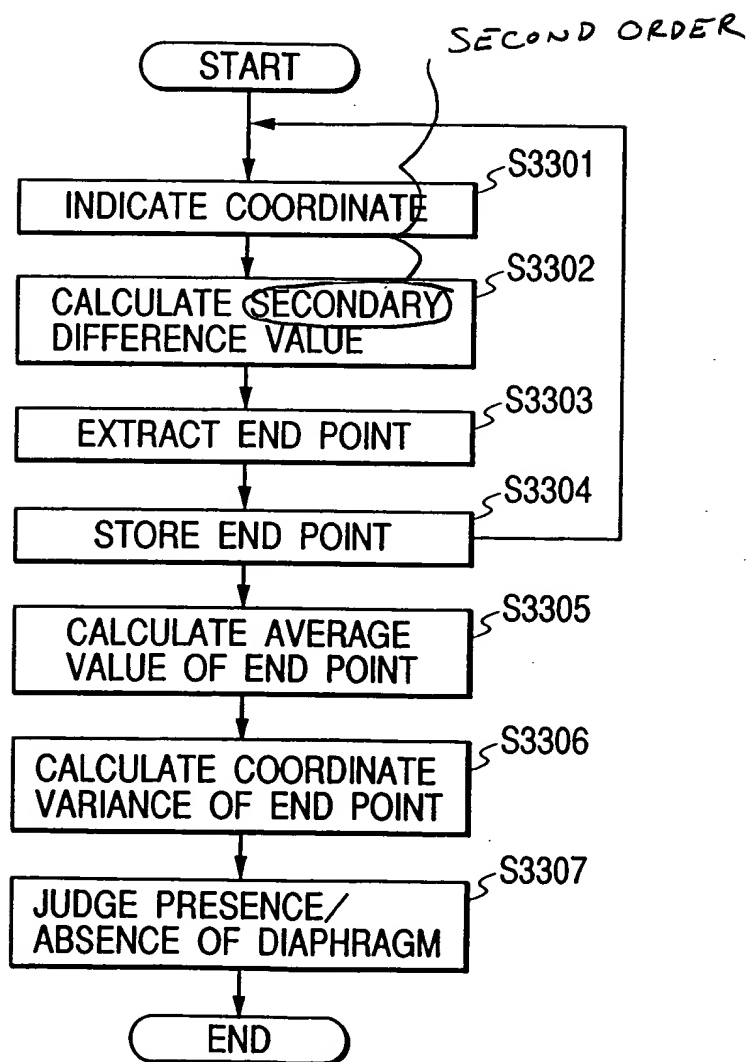 SECOND ORDER
START
S3301
INDICATE COORDINATE
S3302
CALCULATE SECONDARY
DIFFERENCE VALUE
S3303
EXTRACT END POINT
S3304
STORE END POINT
S3305
CALCULATE AVERAGE
VALUE OF END POINT
S3306
CALCULATE COORDINATE
VARIANCE OF END POINT
S3307
JUDGE PRESENCE/
ABSENCE OF DIAPHRAGM
END